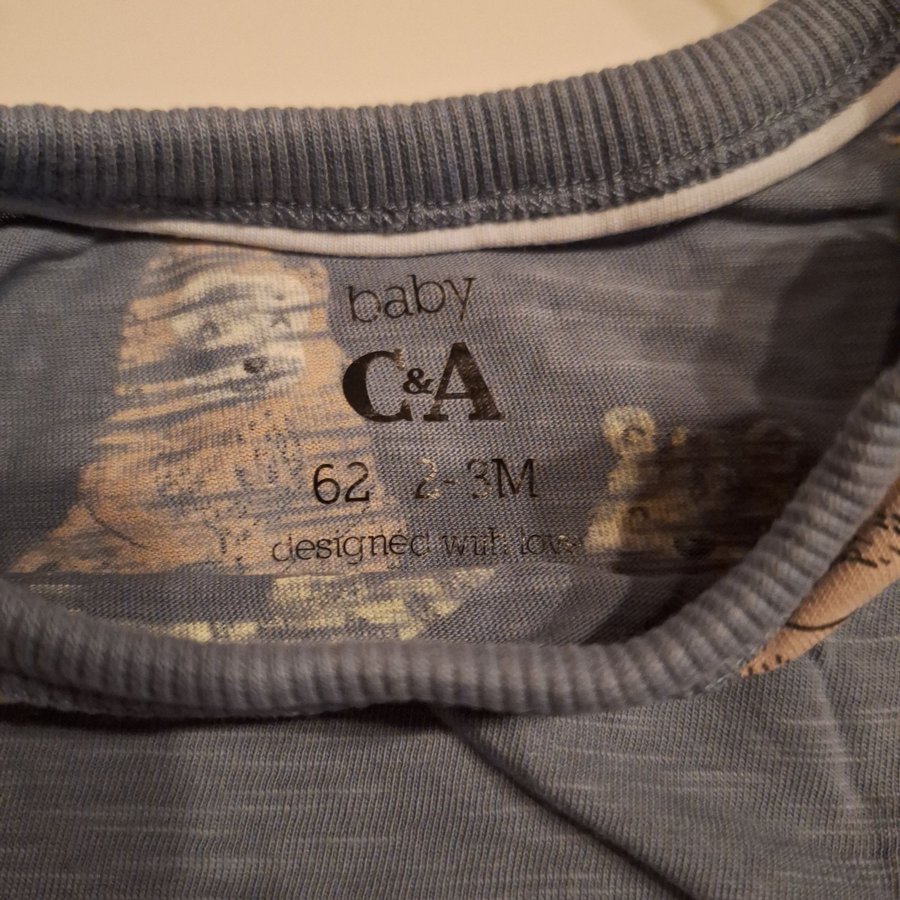 baby
C&A
62 2-3M
designed with love